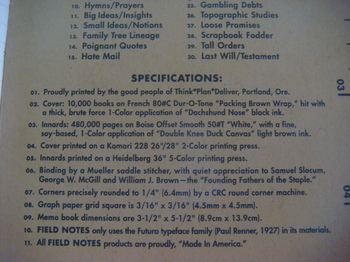 10. Hymns/Prayers
11. Big Ideas/Insights
12. Small Ideas/Notions
13. Family Tree Lineage
14. Poignant Quotes
15. Hate Mail
25. Gambling Debts
26. Topographic Studies
27. Loose Promises
28. Scrapbook Fodder
29. Tall Orders
30. Last Will/Testament
SPECIFICATIONS:
01. Proudly printed by the good people of Think*Plan*Deliver, Portland, Ore.
02. Cover: 10,000 books on French 80#C Dur-O-Tone "Packing Brown Wrap," hit with
a thin, brute force 1-Color application of "Dachshund Nose" black ink.
03. Innards: 480,000 pages on Boise Offset Smooth 50#T "White," with a fine,
soy-based, 1-Color application of "Double Knee Duck Canvas" light brown ink.
04. Cover printed on a Komori 228 26"/28" 2-Color printing press.
05. Innards printed on a Heidelberg 36" 5-Color printing press.
06. Binding by a Mueller saddle stitcher, with quiet appreciation to Samuel Slocum,
George W. McGill and William J. Brown—the "Founding Fathers of the Staple."
07. Corners precisely rounded to 1/4" (6.4mm) by a CRC round corner machine.
08. Graph paper grid square is 3/16" x 3/16" (4.5mm x 4.5mm).
09. Memo book dimensions are 3-1/2" x 5-1/2" (8.9cm x 13.9cm).
10. FIELD NOTES only uses the Futura typeface family (Paul Renner, 1927) in its materials.
11. All FIELD NOTES products are proudly, "Made In America."
03
04